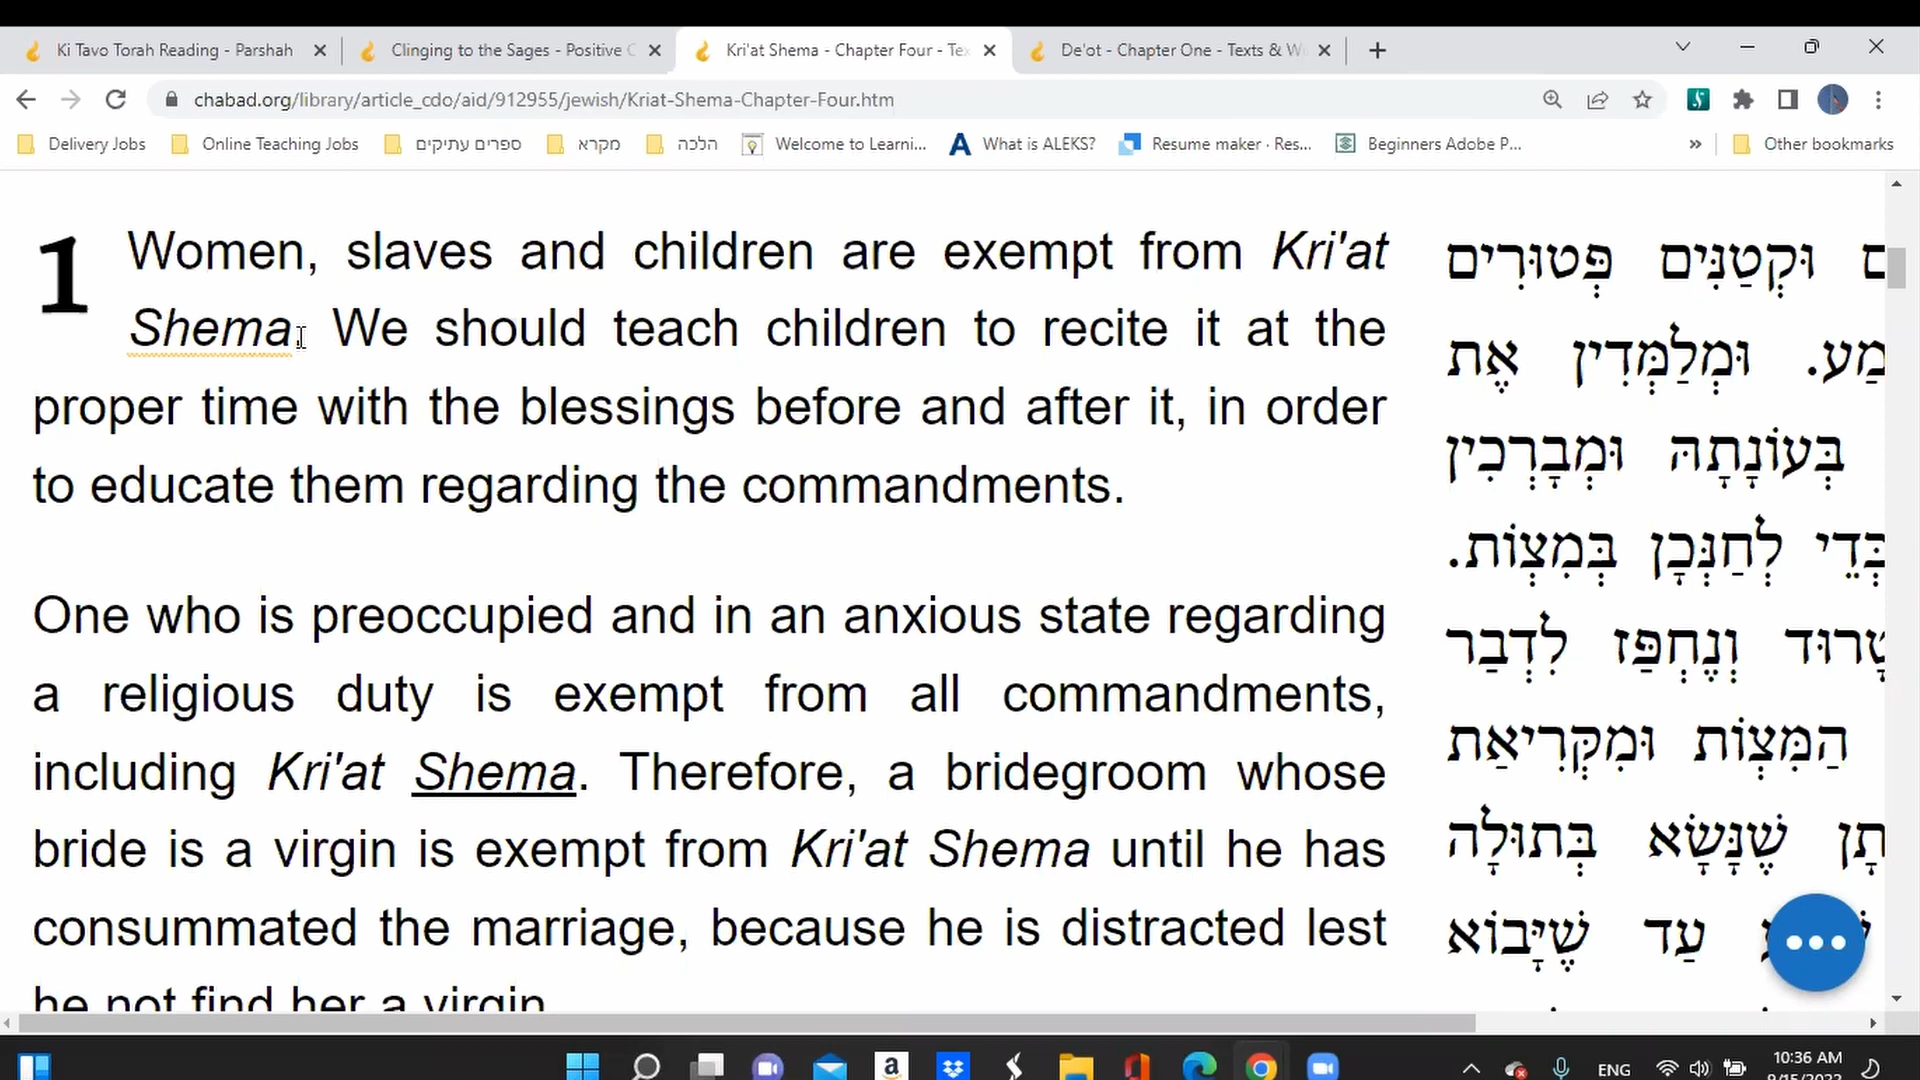 Ki Tavo Torah Reading - Parshah
Clinging to the Sages - Positive C
Kri'at Shema - Chapter Four - Tex
De'ot - Chapter One - Texts & W
chabad.org/library/article_cdo/aid/912955/jewish/Kriat-Shema-Chapter-Four.htm
Delivery Jobs
Online Teaching Jobs
ספרים עתיקים
מקרא
הלכה
Welcome to Learni...
What is ALEKS?
Resume maker · Res...
Beginners Adobe P...
»
Other bookmarks
1
Women, slaves and children are exempt from Kri'at
Shema. We should teach children to recite it at the
proper time with the blessings before and after it, in order
to educate them regarding the commandments.
One who is preoccupied and in an anxious state regarding
a religious duty is exempt from all commandments,
including Kri'at Shema. Therefore, a bridegroom whose
bride is a virgin is exempt from Kri'at Shema until he has
consummated the marriage, because he is distracted lest
he not find her a virgin.
וּקְטַנִּים פְּטוּרִים
וּמְלַמְּדִין אֶת
בְּעוֹנָתָהּ וּמְבָרְכִין
כְּדֵי לְחַנְּכָן בְּמִצְוֹת.
וְנֶחְפַּז לִדְבַר
הַמִּצְוֹת וּמִקְּרִיאַת
שֶׁנָּשָׂא בְּתוּלָה
עַד שֶׁיָּבוֹא
ENG
10:36 AM
9/15/2022